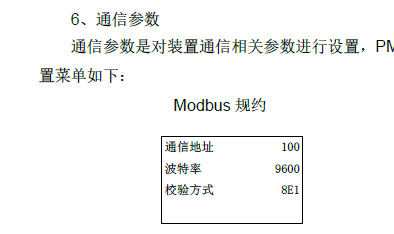 6、通信参数
通信参数是对装置通信相关参数进行设置，PM
置菜单如下：
Modbus 规约
通信地址 100
波特率 9600
校验方式 8E1